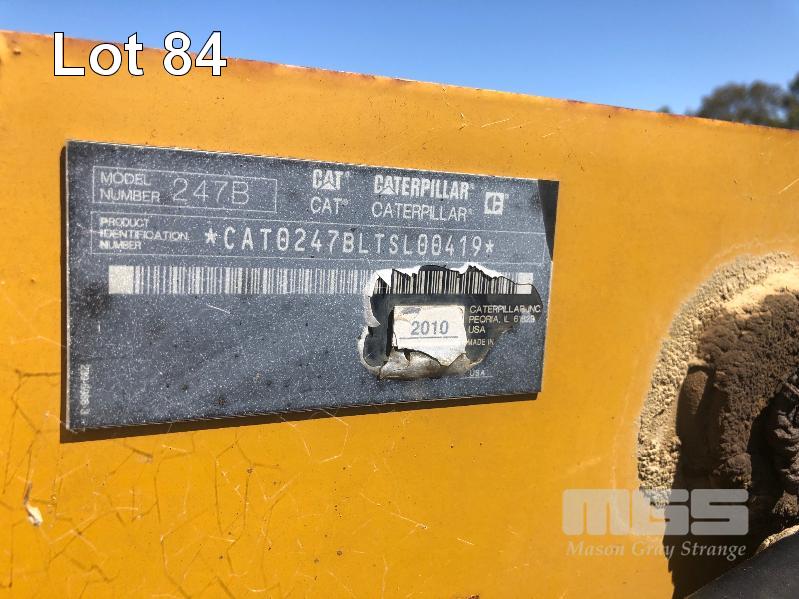 Lot 84
MODEL NUMBER 247B
CAT CATERPILLAR
CAT® CATERPILLAR®
PRODUCT IDENTIFICATION NUMBER *CAT0247BLTSL00419*
2010
CATERPILLAR INC
PEORIA, IL 61629
USA
MADE IN
USA
MGS
Mason Gray Strange